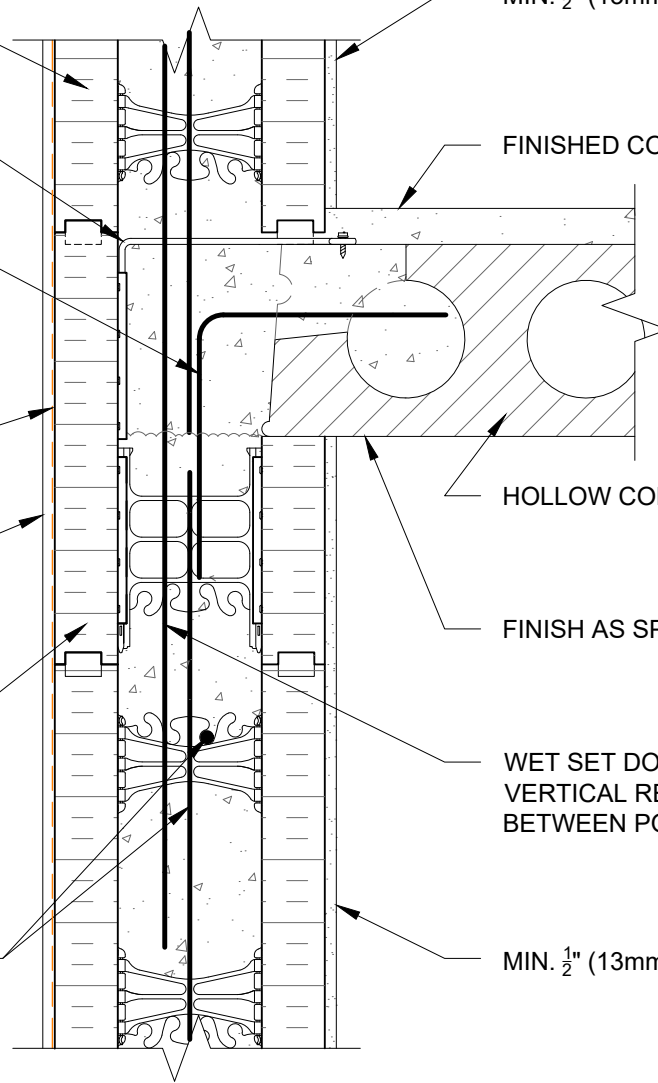 MIN. ½" (13mm
FINISHED CO
HOLLOW CO
FINISH AS SP
WET SET DO
VERTICAL RE
BETWEEN PO
MIN. ½" (13mm